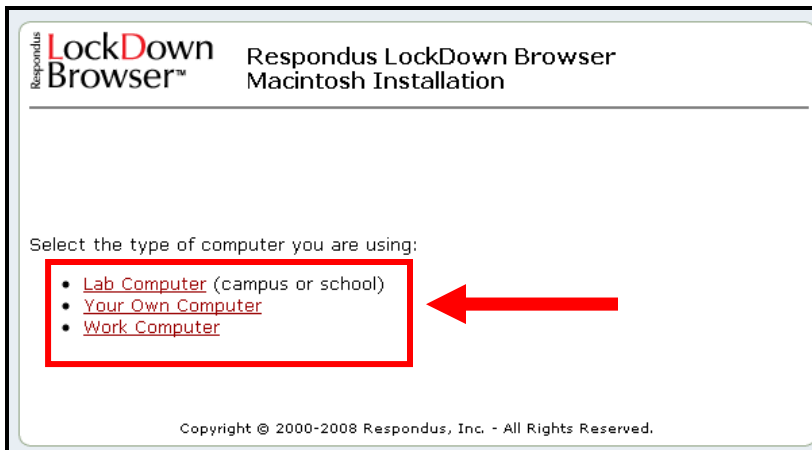 Respondus
LockDown
Browser™
Respondus LockDown Browser
Macintosh Installation
Select the type of computer you are using:
• Lab Computer (campus or school)
• Your Own Computer
• Work Computer
Copyright © 2000-2008 Respondus, Inc. - All Rights Reserved.